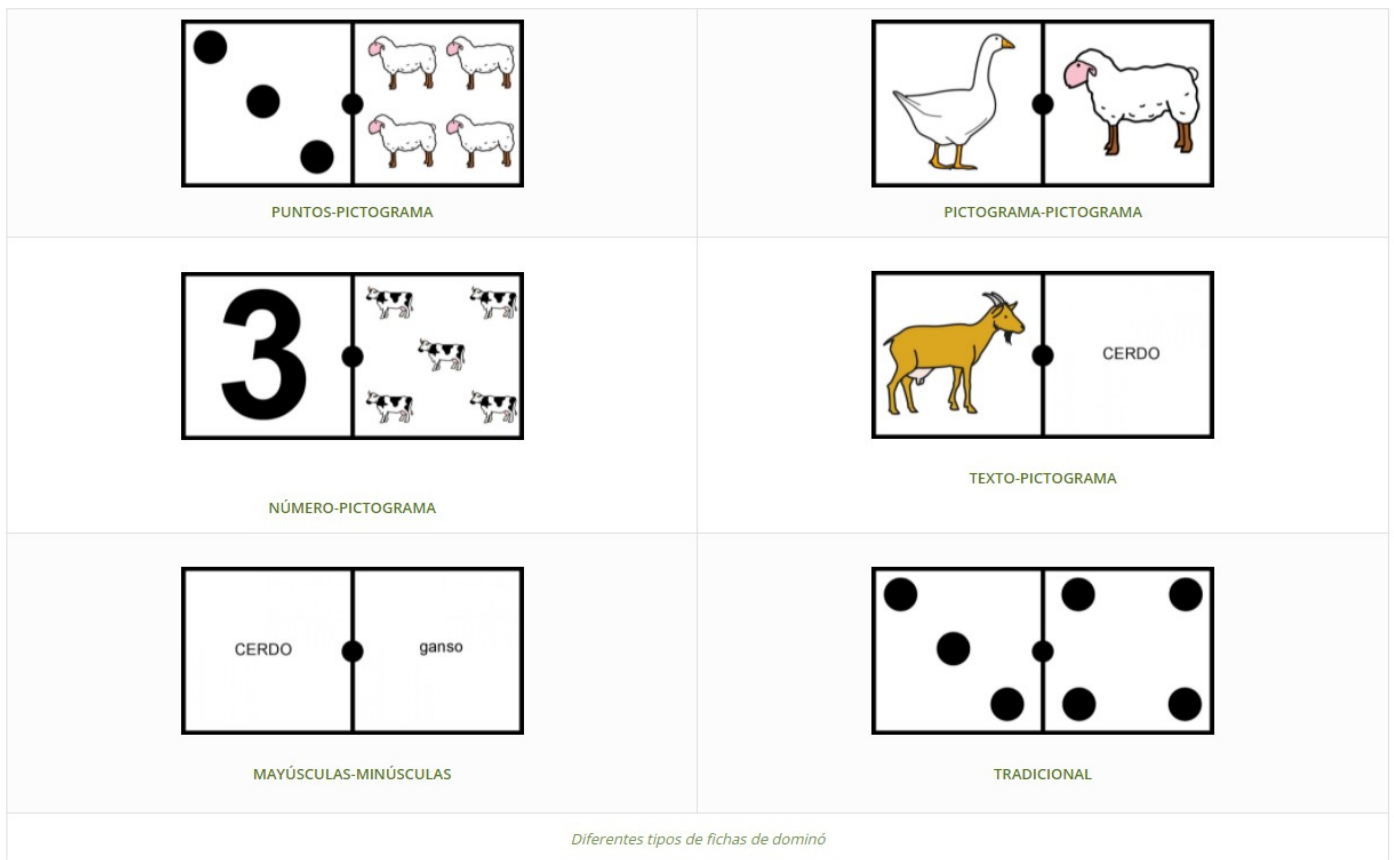 PUNTOS-PICTOGRAMA
PICTOGRAMA-PICTOGRAMA
3
CERDO
NÚMERO-PICTOGRAMA
TEXTO-PICTOGRAMA
CERDO
ganso
MAYÚSCULAS-MINÚSCULAS
TRADICIONAL
Diferentes tipos de fichas de dominó